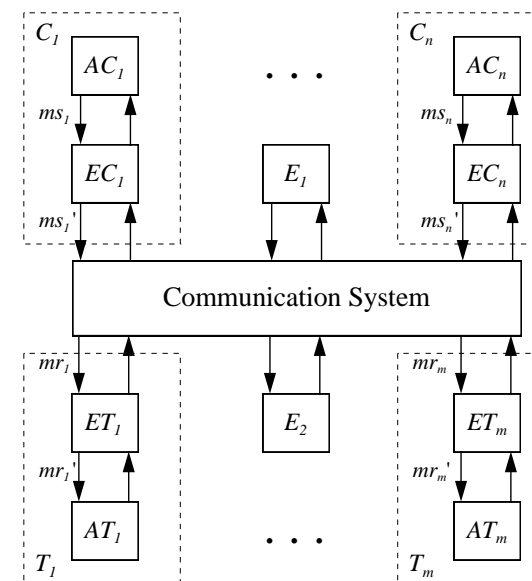 C₁ Cₙ
AC₁ . . . ACₙ
ms₁ msₙ
EC₁ E₁ ECₙ
ms₁' msₙ'
Communication System
mr₁ mrₘ
ET₁ E₂ ETₘ
mr₁' mrₘ'
AT₁ . . . ATₘ
T₁ Tₘ